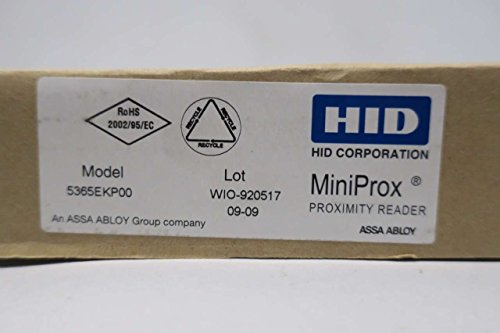 RoHS
2002/95/EC
RECYCLE
RECYCLE
RECYCLE
HID
HID CORPORATION
Model
5365EKP00
Lot
WIO-920517
09-09
MiniProx ®
PROXIMITY READER
An ASSA ABLOY Group company
ASSA ABLOY